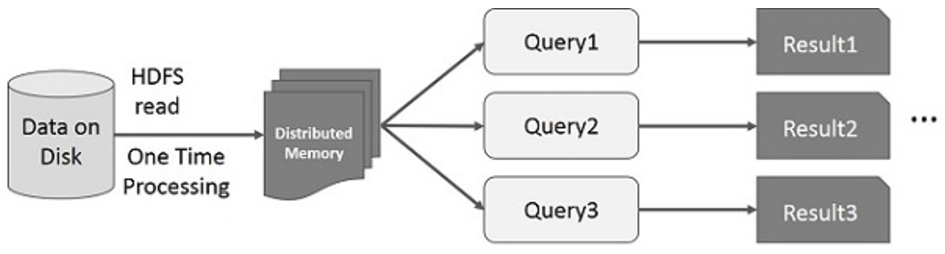 Data on
Disk
HDFS
read
One Time
Processing
Distributed
Memory
Query1
Result1
Query2
Result2
...
Query3
Result3